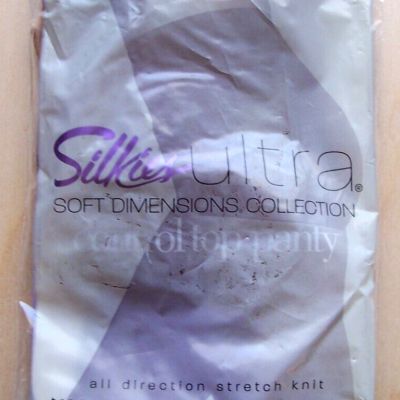 Silkies ultra®
SOFT DIMENSIONS COLLECTION
control top panty
all direction stretch knit